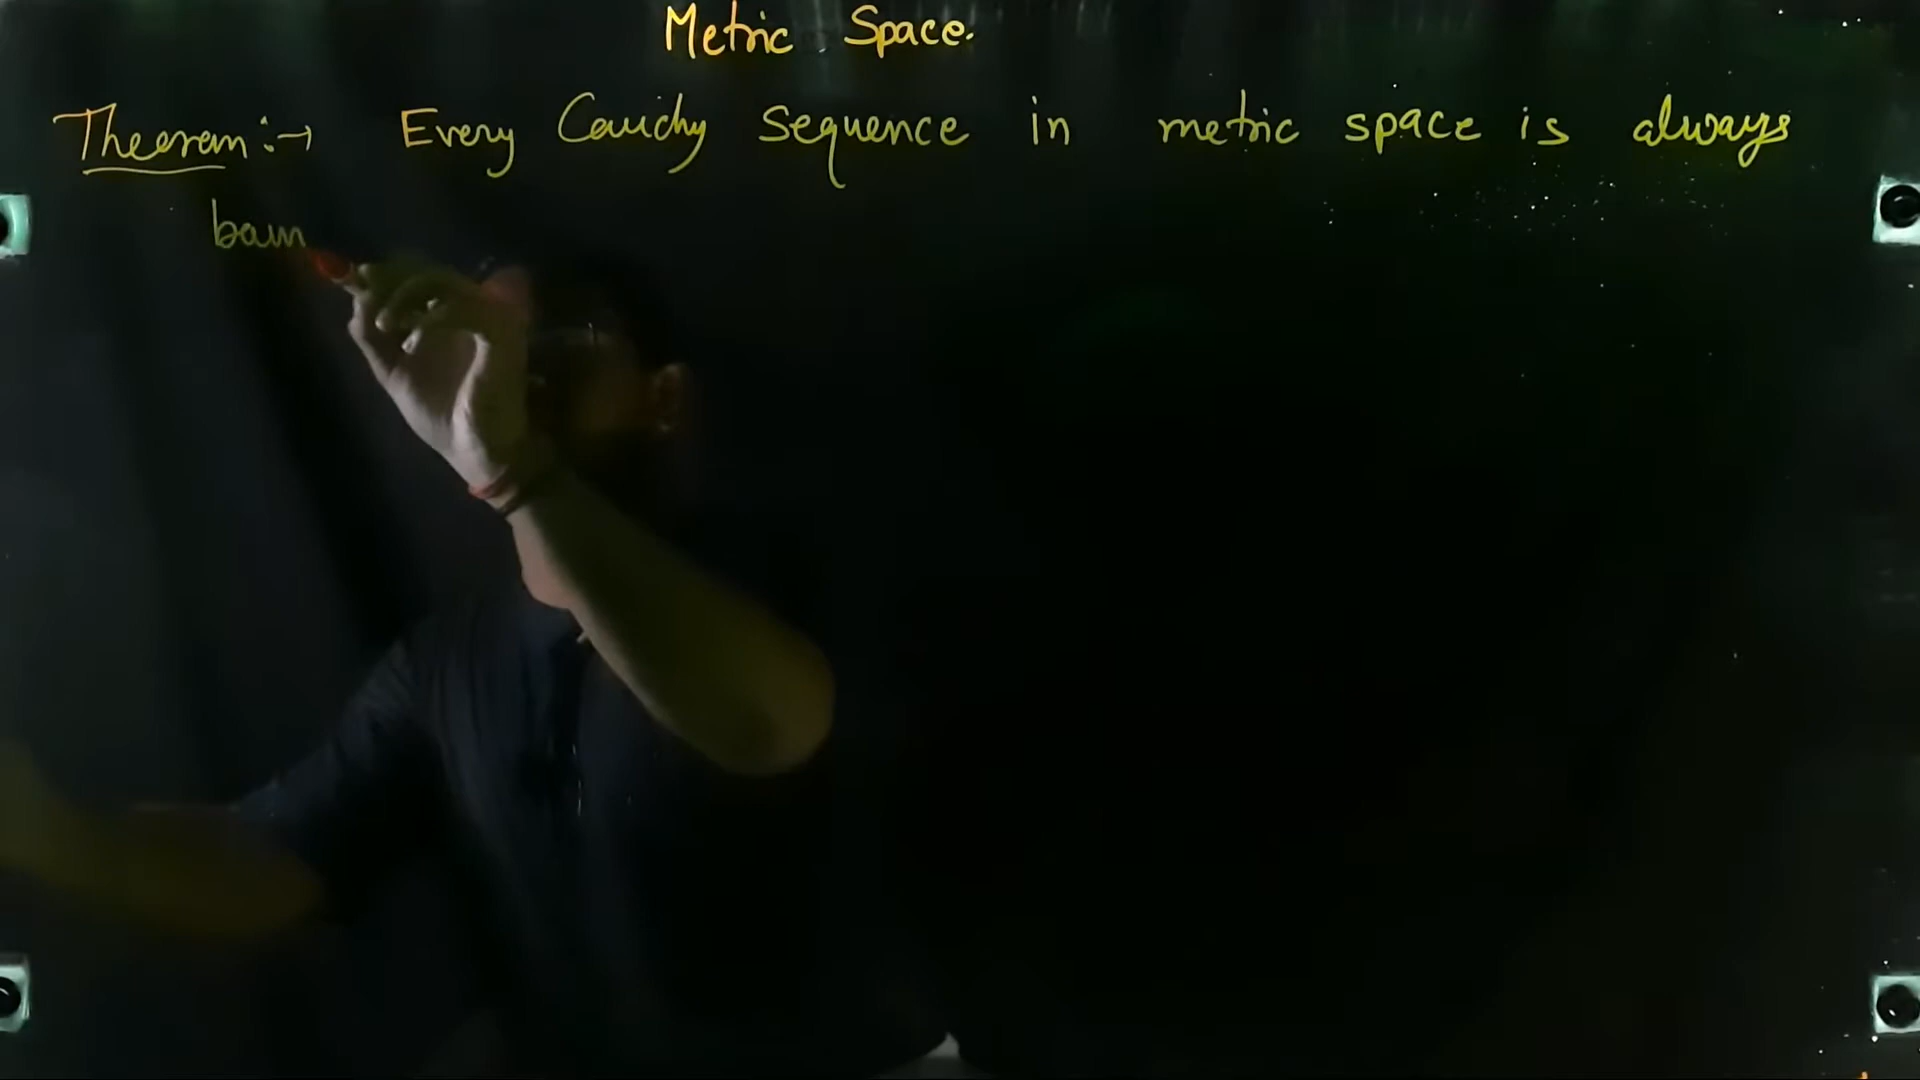 Metric Space.
Theorem:→ Every Cauchy sequence in metric space is always
boun